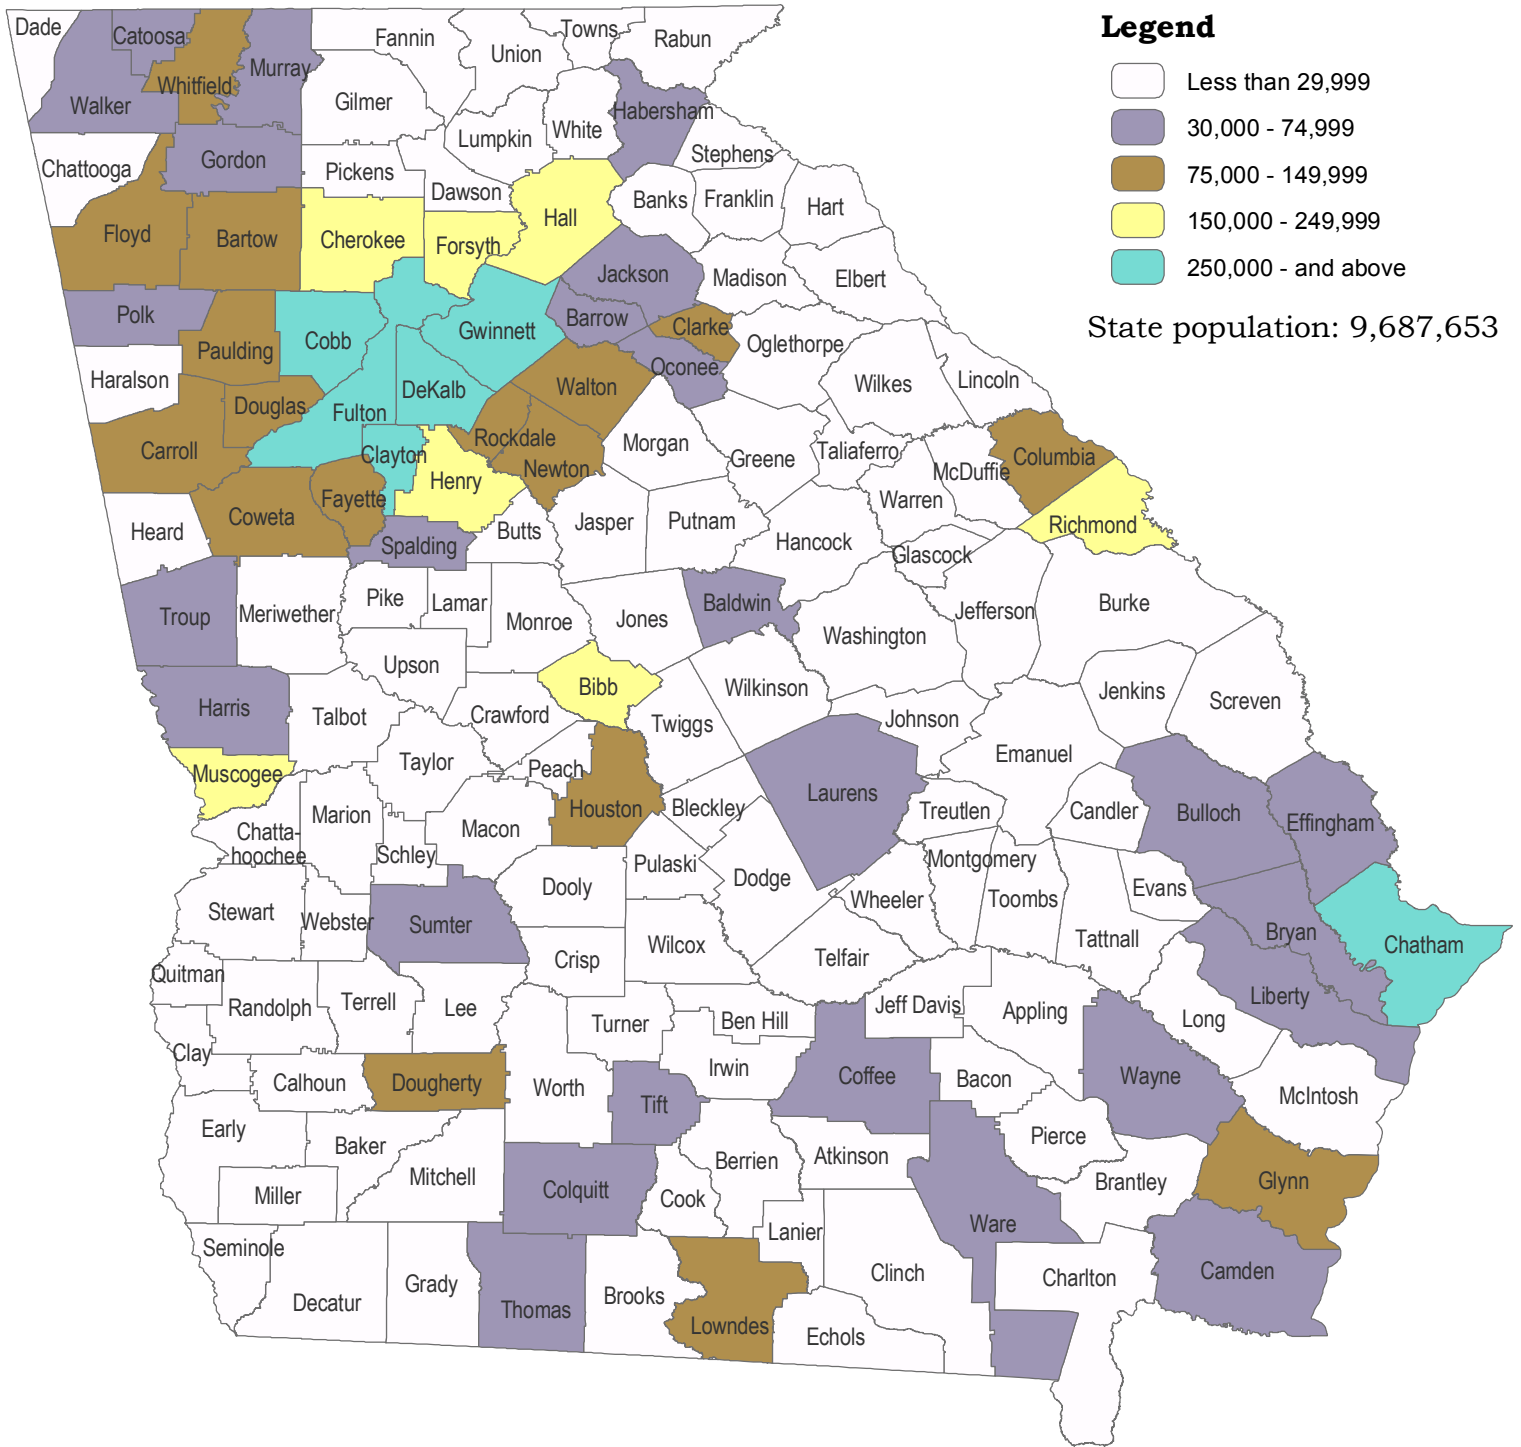 Legend
Less than 29,999
30,000 - 74,999
75,000 - 149,999
150,000 - 249,999
250,000 - and above
State population: 9,687,653
Dade
Catoosa
Whitfield
Murray
Walker
Fannin
Union
Towns
Rabun
Gilmer
Habersham
White
Lumpkin
Stephens
Chattooga
Gordon
Pickens
Dawson
Banks
Franklin
Hart
Floyd
Bartow
Cherokee
Forsyth
Hall
Jackson
Madison
Elbert
Polk
Paulding
Cobb
Gwinnett
Barrow
Clarke
Oglethorpe
Oconee
Haralson
Douglas
Fulton
DeKalb
Walton
Wilkes
Lincoln
Carroll
Clayton
Rockdale
Newton
Morgan
Greene
Taliaferro
McDuffie
Columbia
Heard
Coweta
Fayette
Henry
Butts
Jasper
Putnam
Hancock
Warren
Glascock
Richmond
Spalding
Troup
Meriwether
Pike
Lamar
Monroe
Jones
Baldwin
Washington
Jefferson
Burke
Upson
Bibb
Wilkinson
Jenkins
Screven
Harris
Talbot
Crawford
Twiggs
Johnson
Emanuel
Muscogee
Taylor
Peach
Houston
Bleckley
Laurens
Treutlen
Candler
Bulloch
Effingham
Chatta-
hoochee
Marion
Schley
Macon
Pulaski
Dodge
Montgomery
Wheeler
Toombs
Evans
Stewart
Webster
Sumter
Dooly
Wilcox
Telfair
Tattnall
Bryan
Chatham
Quitman
Randolph
Terrell
Lee
Crisp
Turner
Ben Hill
Jeff Davis
Appling
Long
Liberty
Clay
Calhoun
Dougherty
Worth
Tift
Irwin
Coffee
Bacon
Wayne
McIntosh
Early
Baker
Mitchell
Miller
Colquitt
Cook
Berrien
Atkinson
Pierce
Brantley
Glynn
Seminole
Decatur
Grady
Thomas
Brooks
Lowndes
Lanier
Echols
Clinch
Ware
Charlton
Camden